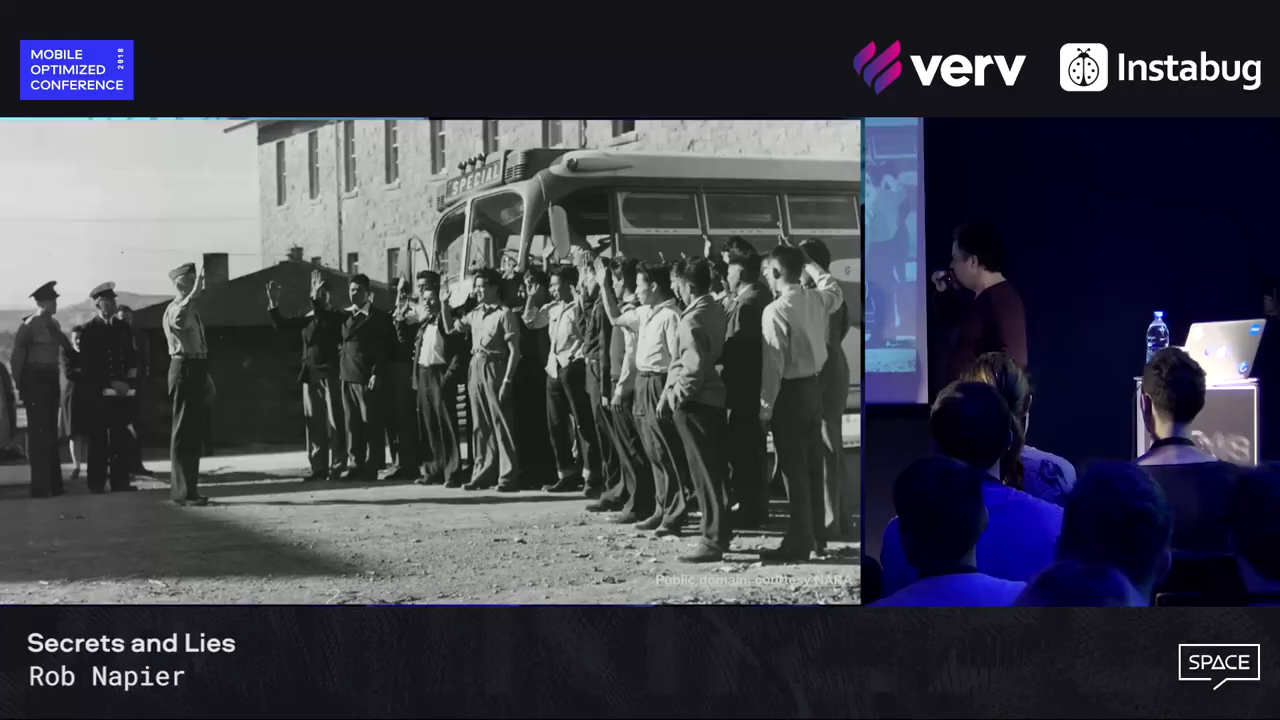 MOBILE
OPTIMIZED
CONFERENCE
2018
verv
Instabug
SPECIAL
Public domain, courtesy NARA
Secrets and Lies
Rob Napier
SPACE